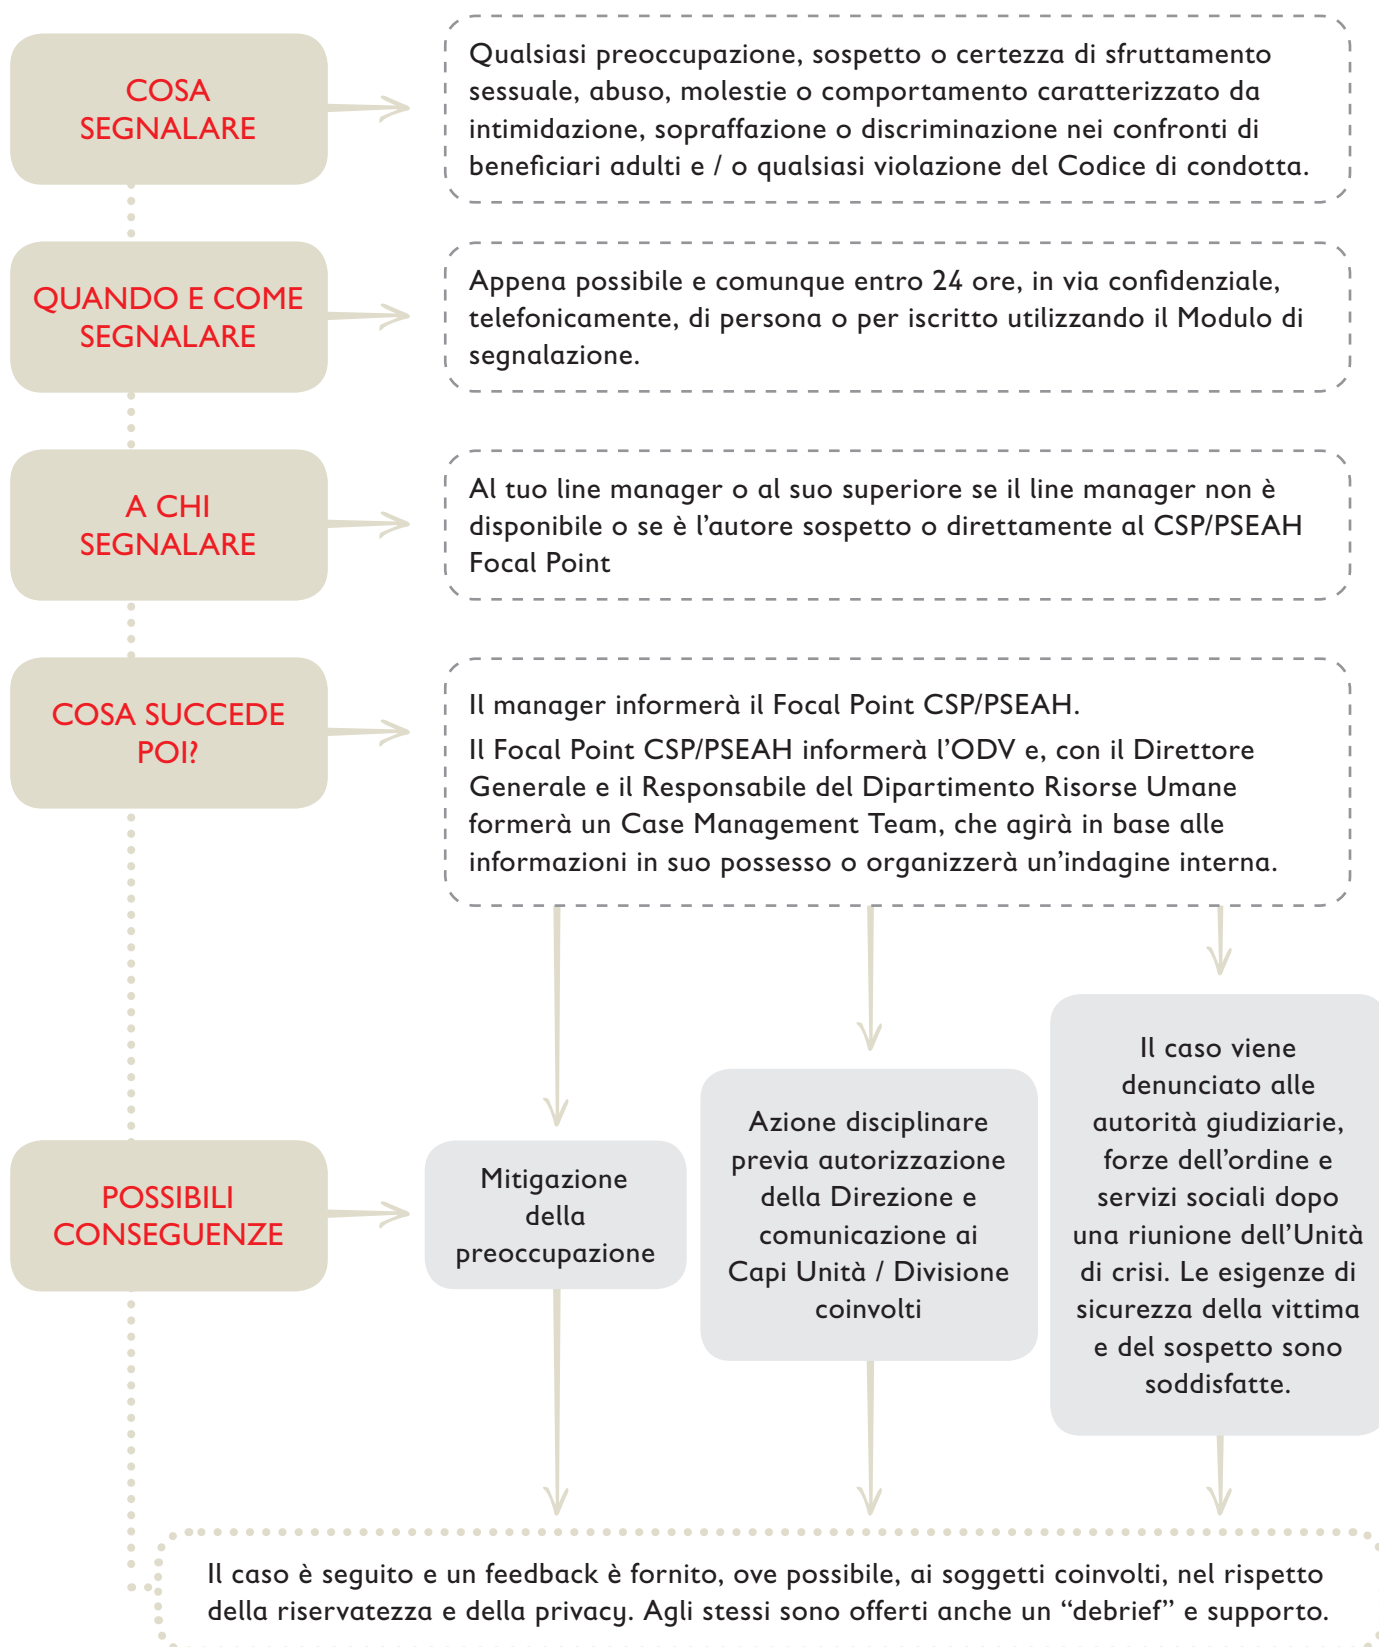 COSA
SEGNALARE
Qualsiasi preoccupazione, sospetto o certezza di sfruttamento
sessuale, abuso, molestie o comportamento caratterizzato da
intimidazione, sopraffazione o discriminazione nei confronti di
beneficiari adulti e / o qualsiasi violazione del Codice di condotta.
QUANDO E COME
SEGNALARE
Appena possibile e comunque entro 24 ore, in via confidenziale,
telefonicamente, di persona o per iscritto utilizzando il Modulo di
segnalazione.
A CHI
SEGNALARE
Al tuo line manager o al suo superiore se il line manager non è
disponibile o se è l’autore sospetto o direttamente al CSP/PSEAH
Focal Point
COSA SUCCEDE
POI?
Il manager informerà il Focal Point CSP/PSEAH.
Il Focal Point CSP/PSEAH informerà l’ODV e, con il Direttore
Generale e il Responsabile del Dipartimento Risorse Umane
formerà un Case Management Team, che agirà in base alle
informazioni in suo possesso o organizzerà un’indagine interna.
POSSIBILI
CONSEGUENZE
Mitigazione
della
preoccupazione
Azione disciplinare
previa autorizzazione
della Direzione e
comunicazione ai
Capi Unità / Divisione
coinvolti
Il caso viene
denunciato alle
autorità giudiziarie,
forze dell’ordine e
servizi sociali dopo
una riunione dell’Unità
di crisi. Le esigenze di
sicurezza della vittima
e del sospetto sono
soddisfatte.
Il caso è seguito e un feedback è fornito, ove possibile, ai soggetti coinvolti, nel rispetto
della riservatezza e della privacy. Agli stessi sono offerti anche un “debrief” e supporto.